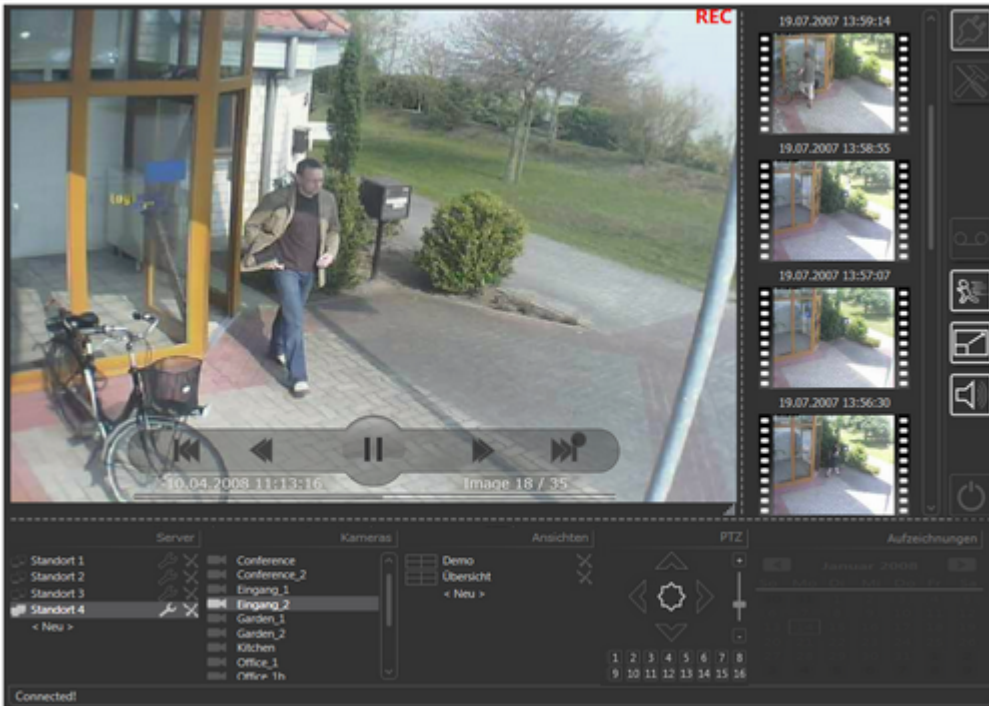 REC
19.07.2007 13:59:14
19.07.2007 13:58:55
19.07.2007 13:57:07
19.07.2007 13:56:30
10.04.2008 11:13:16
Image 18 / 35
Server
Standort 1
Standort 2
Standort 3
Standort 4
< Neu >
Kameras
Conference
Conference_2
Eingang_1
Eingang_2
Garden_1
Garden_2
Kitchen
Office_1
Office_1b
Ansichten
Demo
Übersicht
< Neu >
PTZ
+
-
1 2 3 4 5 6 7 8
9 10 11 12 13 14 15 16
Aufzeichnungen
Januar 2008
Connected!